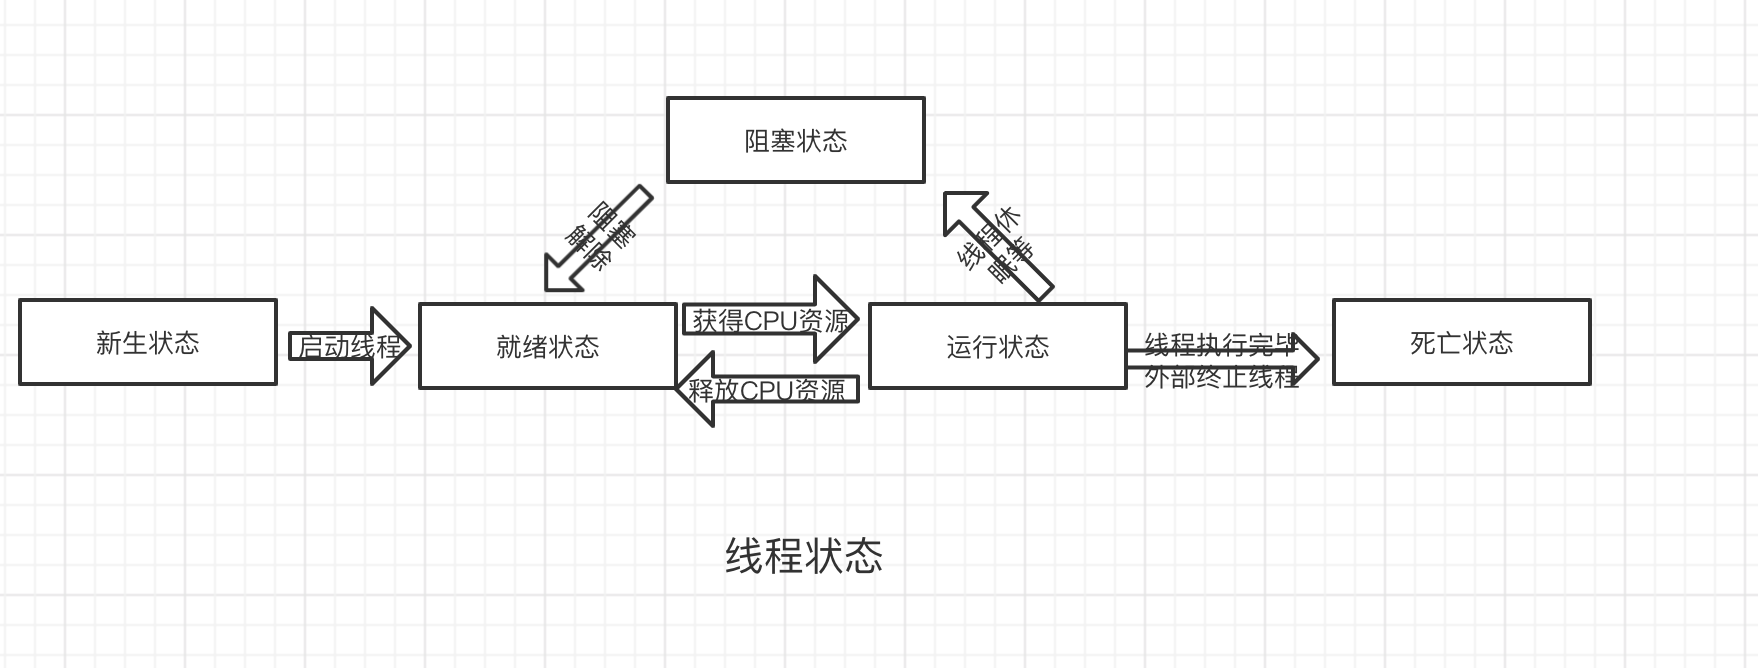 阻塞状态
阻塞
解除
线程休
眠等
新生状态
启动线程
就绪状态
获得CPU资源
释放CPU资源
运行状态
线程执行完毕
外部终止线程
死亡状态
线程状态